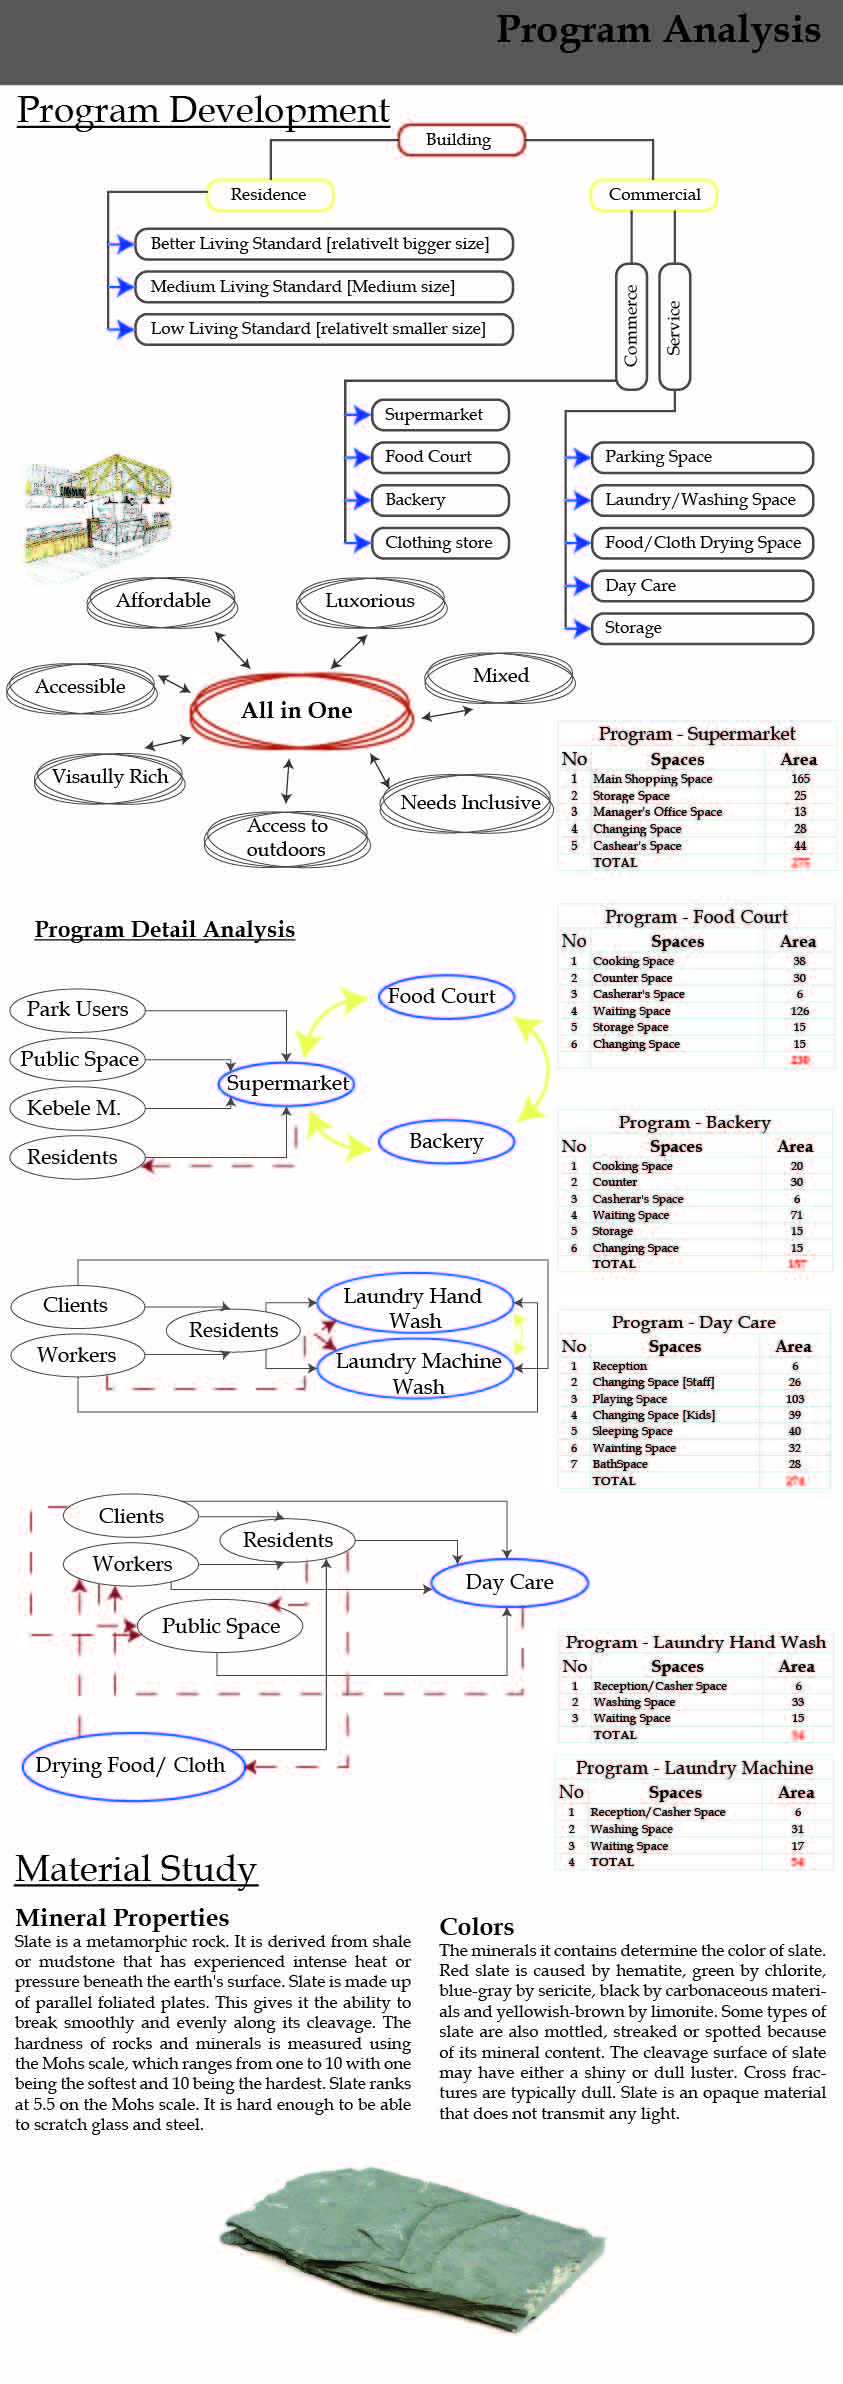 Program Analysis
Program Development
Building
Residence
Commercial
Better Living Standard [relativelt bigger size]
Medium Living Standard [Medium size]
Low Living Standard [relativelt smaller size]
Commerce
Service
Supermarket
Food Court
Backery
Clothing store
Parking Space
Laundry/Washing Space
Food/Cloth Drying Space
Day Care
Storage
Affordable
Luxorious
Accessible
Mixed
All in One
Visaully Rich
Needs Inclusive
Access to
outdoors
Program - Supermarket
No Spaces Area
1 Main Shopping Space 165
2 Storage Space 25
3 Manager's Office Space 13
4 Changing Space 28
5 Cashear's Space 44
TOTAL 275
Program Detail Analysis
Park Users
Public Space
Kebele M.
Residents
Supermarket
Food Court
Backery
Program - Food Court
No Spaces Area
1 Cooking Space 38
2 Counter Space 30
3 Casherar's Space 6
4 Waiting Space 126
5 Storage Space 15
6 Changing Space 15
230
Program - Backery
No Spaces Area
1 Cooking Space 20
2 Counter 30
3 Casherar's Space 6
4 Waiting Space 71
5 Storage 15
6 Changing Space 15
TOTAL 157
Clients
Workers
Residents
Laundry Hand
Wash
Laundry Machine
Wash
Program - Day Care
No Spaces Area
1 Reception 6
2 Changing Space [Staff] 26
3 Playing Space 103
4 Changing Space [Kids] 39
5 Sleeping Space 40
6 Wainting Space 32
7 BathSpace 28
TOTAL 274
Clients
Workers
Residents
Public Space
Day Care
Drying Food/ Cloth
Program - Laundry Hand Wash
No Spaces Area
1 Reception/Casher Space 6
2 Washing Space 33
3 Waiting Space 15
TOTAL 54
Program - Laundry Machine
No Spaces Area
1 Reception/Casher Space 6
2 Washing Space 31
3 Waiting Space 17
4 TOTAL 54
Material Study
Mineral Properties
Slate is a metamorphic rock. It is derived from shale
or mudstone that has experienced intense heat or
pressure beneath the earth's surface. Slate is made up
of parallel foliated plates. This gives it the ability to
break smoothly and evenly along its cleavage. The
hardness of rocks and minerals is measured using
the Mohs scale, which ranges from one to 10 with one
being the softest and 10 being the hardest. Slate ranks
at 5.5 on the Mohs scale. It is hard enough to be able
to scratch glass and steel.
Colors
The minerals it contains determine the color of slate.
Red slate is caused by hematite, green by chlorite,
blue-gray by sericite, black by carbonaceous materi-
als and yellowish-brown by limonite. Some types of
slate are also mottled, streaked or spotted because
of its mineral content. The cleavage surface of slate
may have either a shiny or dull luster. Cross frac-
tures are typically dull. Slate is an opaque material
that does not transmit any light.